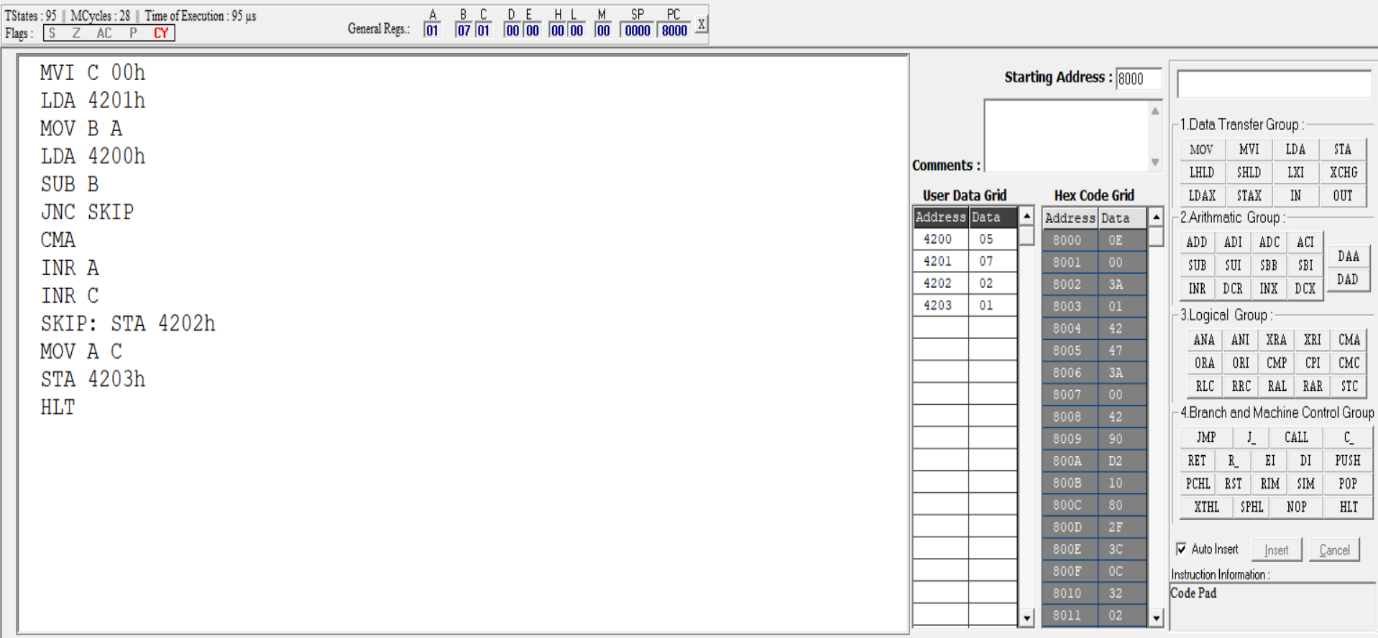 TStates : 95 || MCycles : 28 || Time of Execution : 95 µs
Flags : S Z AC P CY
General Regs.: A B C D E H L M SP PC X
01 07 01 00 00 00 00 00 0000 8000
MVI C 00h
LDA 4201h
MOV B A
LDA 4200h
SUB B
JNC SKIP
CMA
INR A
INR C
SKIP: STA 4202h
MOV A C
STA 4203h
HLT
Starting Address : 8000
Comments :
User Data Grid
Address Data
4200 05
4201 07
4202 02
4203 01
Hex Code Grid
Address Data
8000 0E
8001 00
8002 3A
8003 01
8004 42
8005 47
8006 3A
8007 00
8008 42
8009 90
800A D2
800B 10
800C 80
800D 2F
800E 3C
800F 0C
8010 32
8011 02
1.Data Transfer Group :
MOV MVI LDA STA
LHLD SHLD LXI XCHG
LDAX STAX IN OUT
2.Arithmatic Group :
ADD ADI ADC ACI
SUB SUI SBB SBI
INR DCR INX DCX
DAA
DAD
3.Logical Group :
ANA ANI XRA XRI CMA
ORA ORI CMP CPI CMC
RLC RRC RAL RAR STC
4.Branch and Machine Control Group
JMP J_ CALL C_
RET R_ EI DI PUSH
PCHL RST RIM SIM POP
XTHL SPHL NOP HLT
Auto Insert Insert Cancel
Instruction Information :
Code Pad